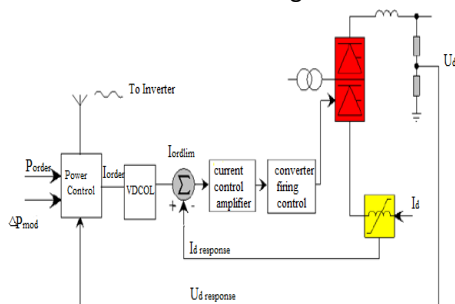 To Inverter
Ud
Porder
Power
Control
Iorder
VDCOL
Iordlim
Σ
+ -
current
control
amplifier
converter
firing
control
Id
ΔPmod
Id response
Ud response